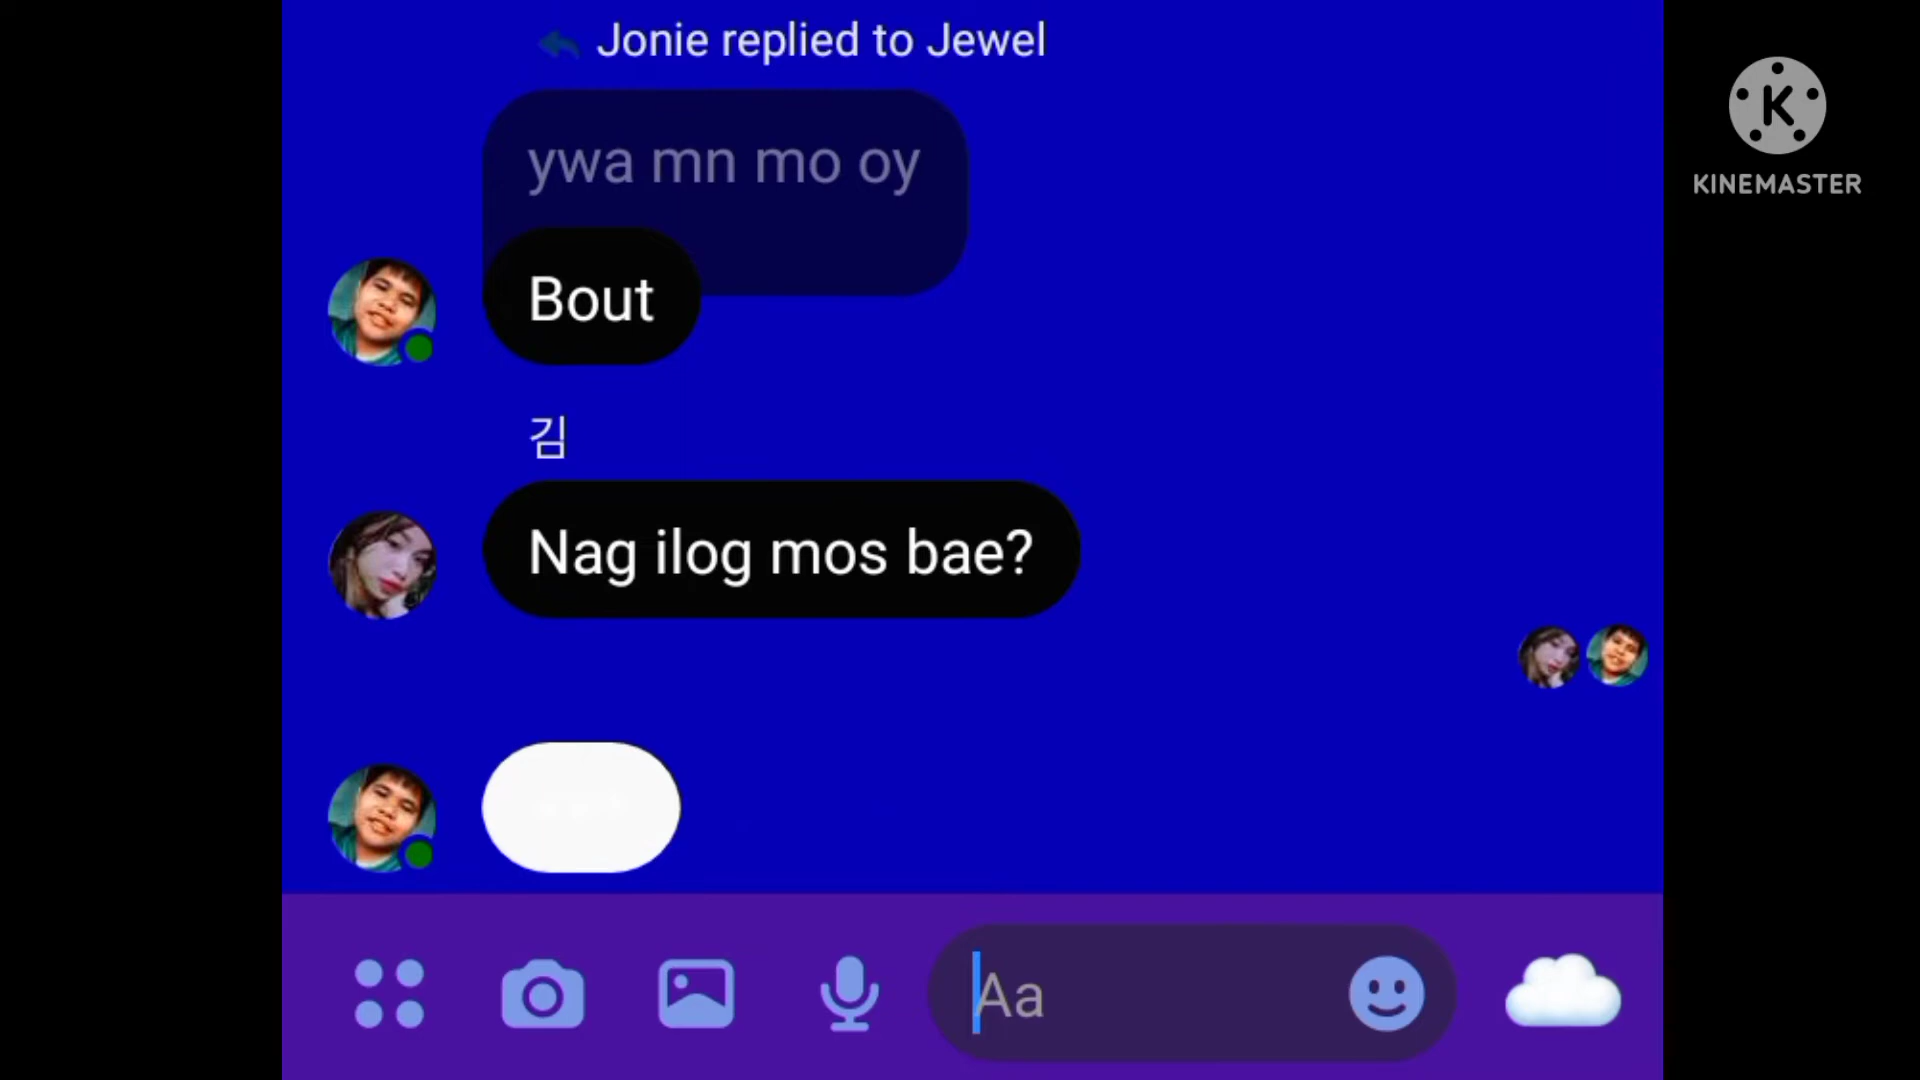 Jonie replied to Jewel
ywa mn mo oy
Bout
김
Nag ilog mos bae?
Aa
K
KINEMASTER